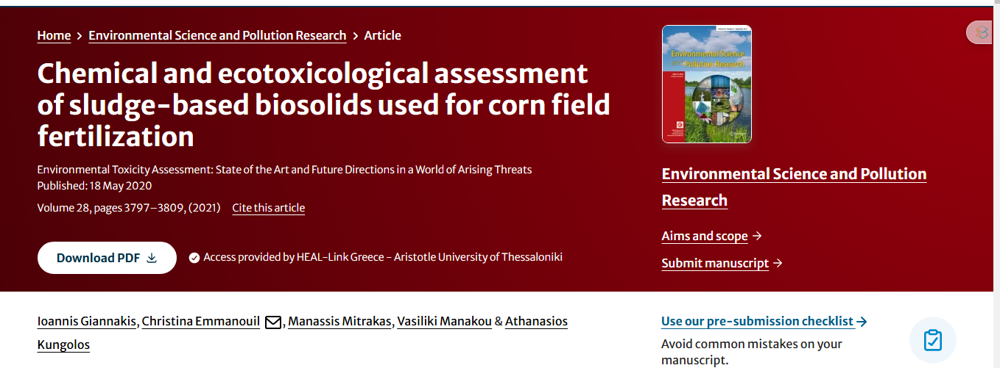 Home > Environmental Science and Pollution Research > Article
Chemical and ecotoxicological assessment
of sludge-based biosolids used for corn field
fertilization
Environmental Toxicity Assessment: State of the Art and Future Directions in a World of Arising Threats
Published: 18 May 2020
Volume 28, pages 3797–3809, (2021) Cite this article
Download PDF
Access provided by HEAL-Link Greece - Aristotle University of Thessaloniki
Ioannis Giannakis, Christina Emmanouil, Manassis Mitrakas, Vasiliki Manakou & Athanasios
Kungolos
Environmental Science
and Pollution Research
Environmental Science and Pollution
Research
Aims and scope →
Submit manuscript →
Use our pre-submission checklist →
Avoid common mistakes on your
manuscript.